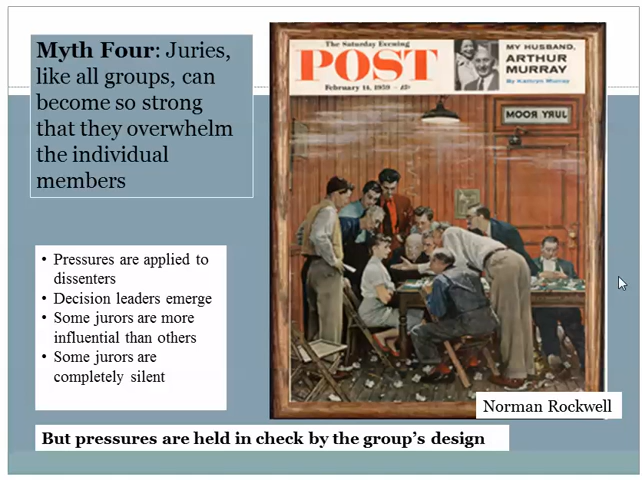 Myth Four: Juries,
like all groups, can
become so strong
that they overwhelm
the individual
members
The Saturday Evening
POST
February 14, 1959 – 15¢
MY HUSBAND,
ARTHUR
MURRAY
By Kathryn Murray
JURY ROOM
• Pressures are applied to
dissenters
• Decision leaders emerge
• Some jurors are more
influential than others
• Some jurors are
completely silent
Norman Rockwell
But pressures are held in check by the group's design